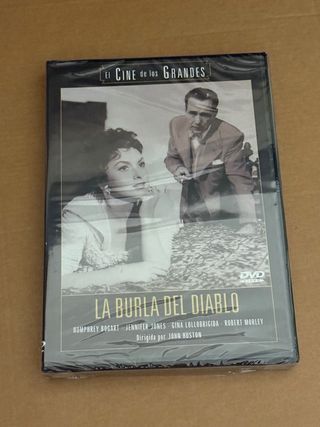 El CINE de los GRANDES
DVD
LA BURLA DEL DIABLO
HUMPHREY BOGART · JENNIFER JONES · GINA LOLLOBRIGIDA · ROBERT MORLEY
Dirigida por JOHN HUSTON